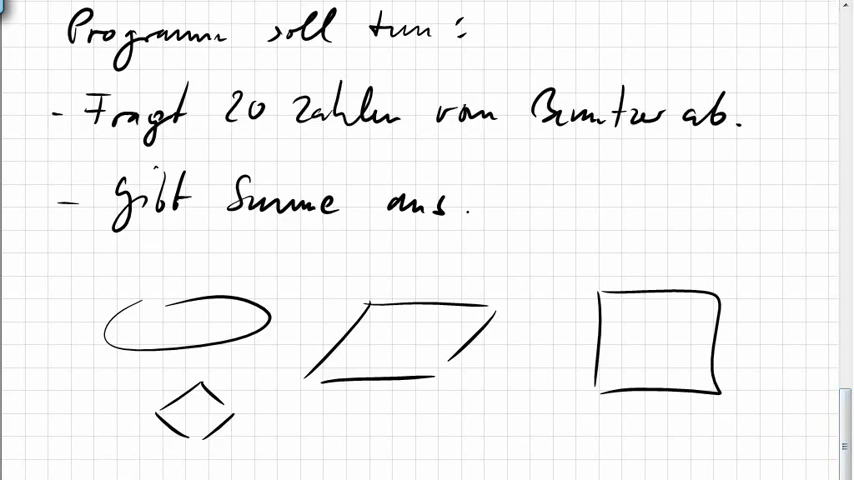 Programm soll tun:
- Fragt 20 Zahlen vom Benutzer ab.
- Gibt Summe aus.